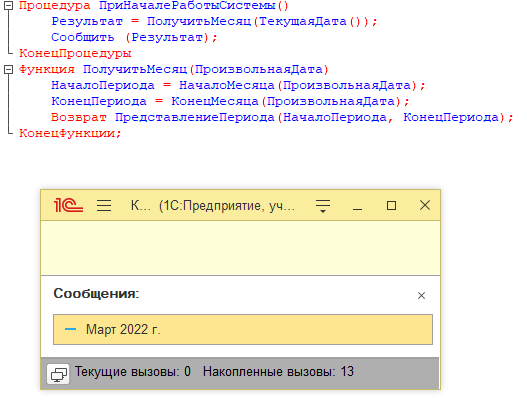 Процедура ПриНачалеРаботыСистемы()
Результат = ПолучитьМесяц(ТекущаяДата());
Сообщить (Результат);
КонецПроцедуры
Функция ПолучитьМесяц(ПроизвольнаяДата)
НачалоПериода = НачалоМесяца(ПроизвольнаяДата);
КонецПериода = КонецМесяца(ПроизвольнаяДата);
Возврат ПредставлениеПериода(НачалоПериода, КонецПериода);
КонецФункции;
1С К... (1С:Предприятие, уч...
Сообщения:
Март 2022 г.
Текущие вызовы: 0 Накопленные вызовы: 13